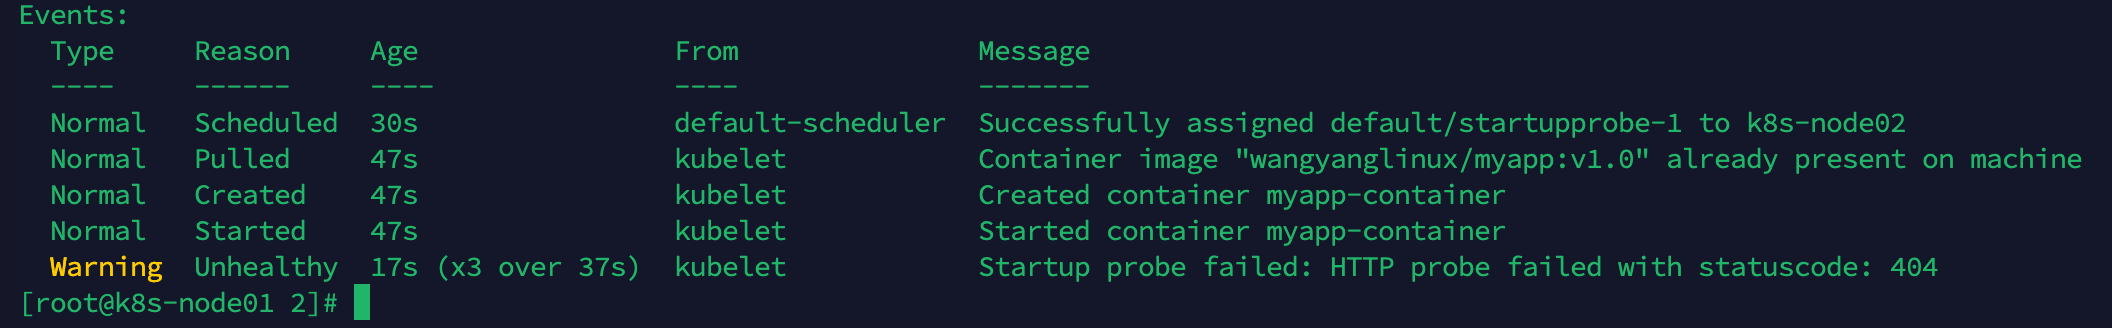 Events:
  Type     Reason     Age                From               Message
  ----     ------     ----               ----               -------
  Normal   Scheduled  30s                default-scheduler  Successfully assigned default/startupprobe-1 to k8s-node02
  Normal   Pulled     47s                kubelet            Container image "wangyanglinux/myapp:v1.0" already present on machine
  Normal   Created    47s                kubelet            Created container myapp-container
  Normal   Started    47s                kubelet            Started container myapp-container
  Warning  Unhealthy  17s (x3 over 37s)  kubelet            Startup probe failed: HTTP probe failed with statuscode: 404
[root@k8s-node01 2]#